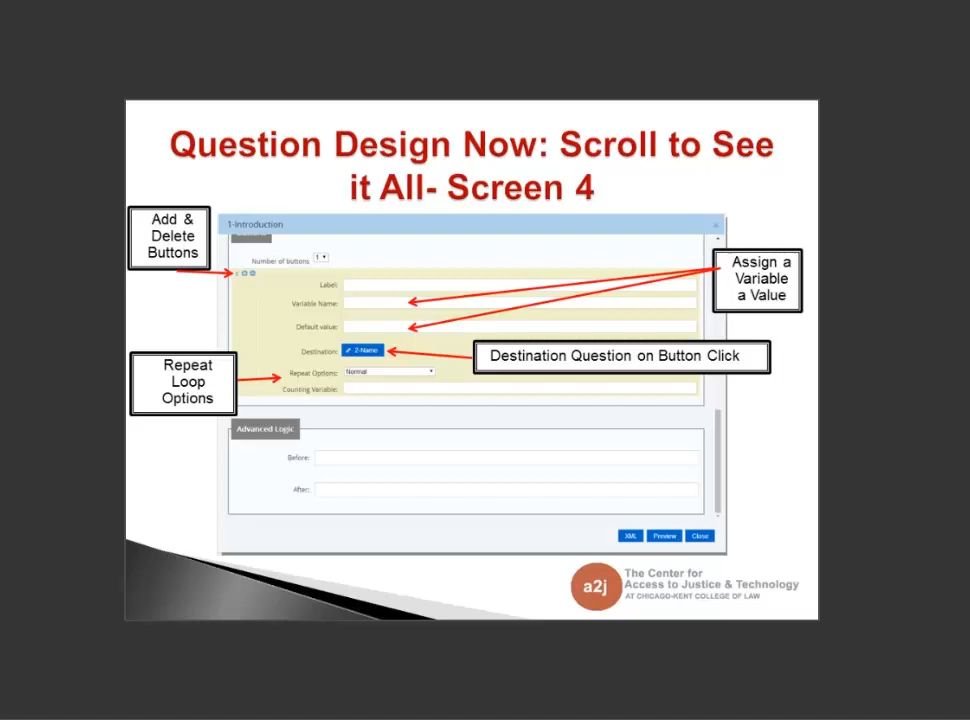 Question Design Now: Scroll to See
it All- Screen 4
Add &
Delete
Buttons
1-Introduction
Number of buttons
1
Label:
Variable Name:
Default value:
Destination:
2-Name
Repeat Options:
Normal
Counting Variable:
Assign a
Variable
a Value
Destination Question on Button Click
Repeat
Loop
Options
Advanced Logic
Before:
After:
XML
Preview
Close
a2j
The Center for
Access to Justice & Technology
AT CHICAGO-KENT COLLEGE OF LAW